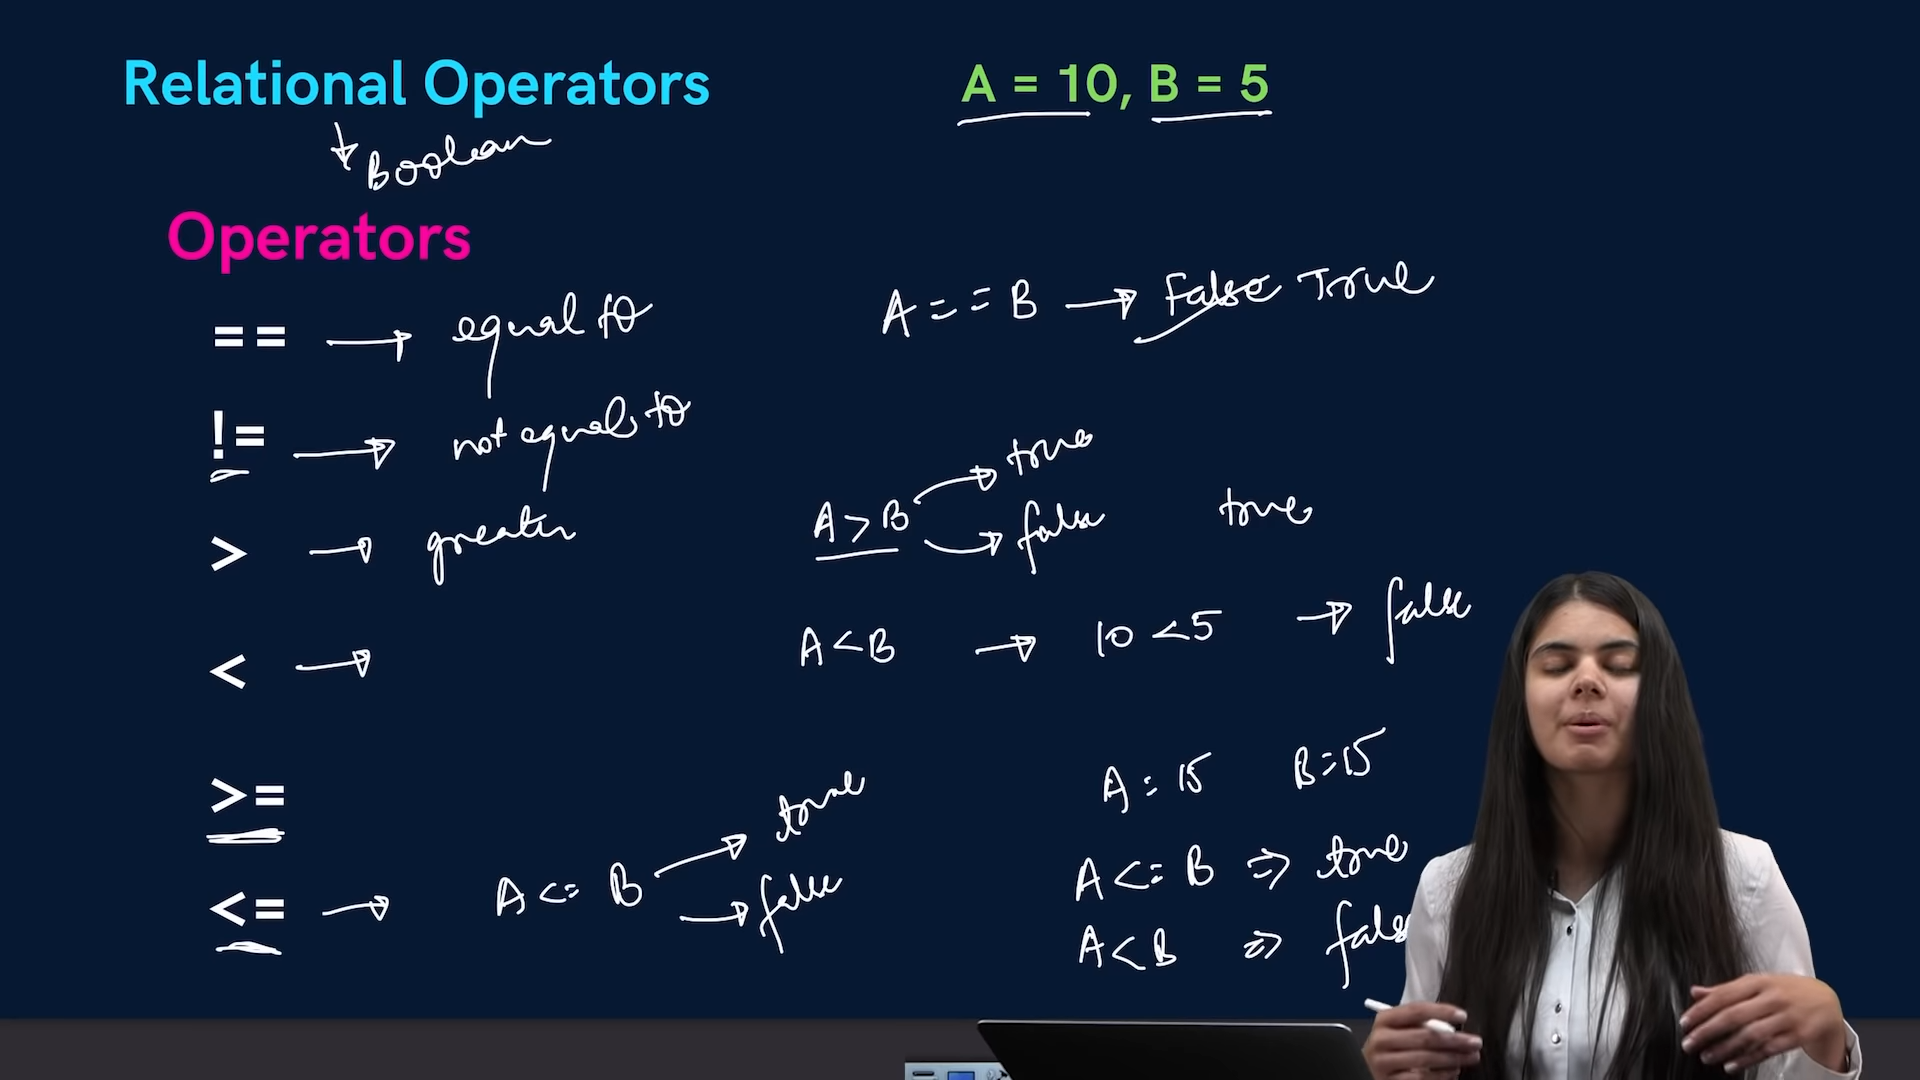 Relational Operators
A = 10, B = 5
Boolean
Operators
== → equal to
A == B → False True
!= → not equal to
> → greater
A > B → true
→ false
true
< →
A < B → 10 < 5 → false
>=
A = 15 B = 15
<= → A <= B → true
→ false
A <= B => true
A < B => false